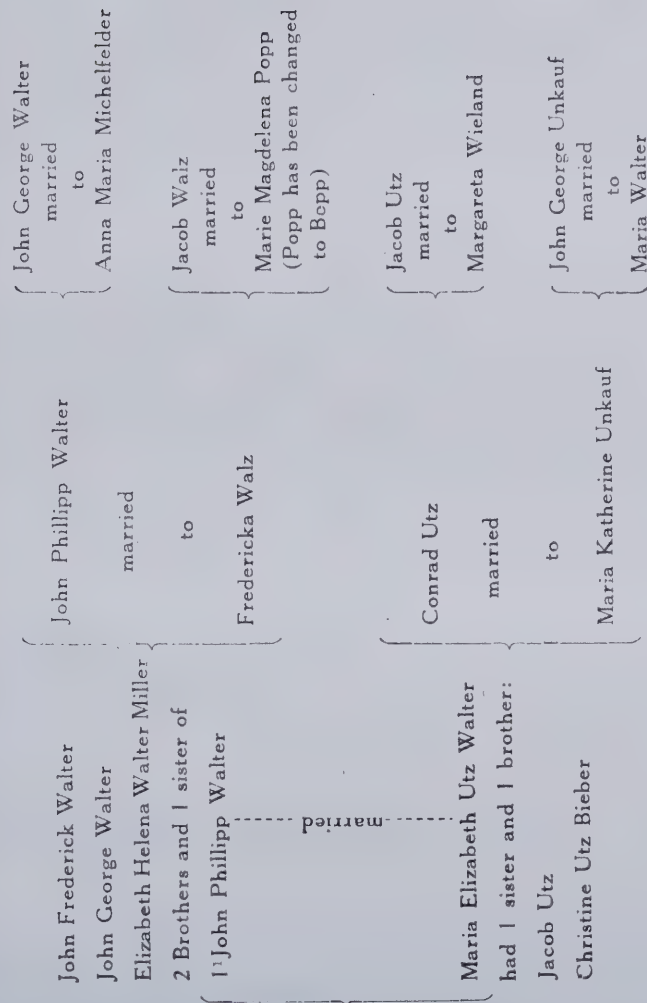 John Frederick Walter
John George Walter
Elizabeth Helena Walter Miller
2 Brothers and 1 sister of
1¹John Phillipp Walter
married
Maria Elizabeth Utz Walter
had 1 sister and 1 brother:
Jacob Utz
Christine Utz Bieber
John Phillipp Walter
married
to
Fredericka Walz
Conrad Utz
married
to
Maria Katherine Unkauf
John George Walter
married
to
Anna Maria Michelfelder
Jacob Walz
married
to
Marie Magdelena Popp
(Popp has been changed
to Bopp)
Jacob Utz
married
to
Margareta Wieland
John George Unkauf
married
to
Maria Walter